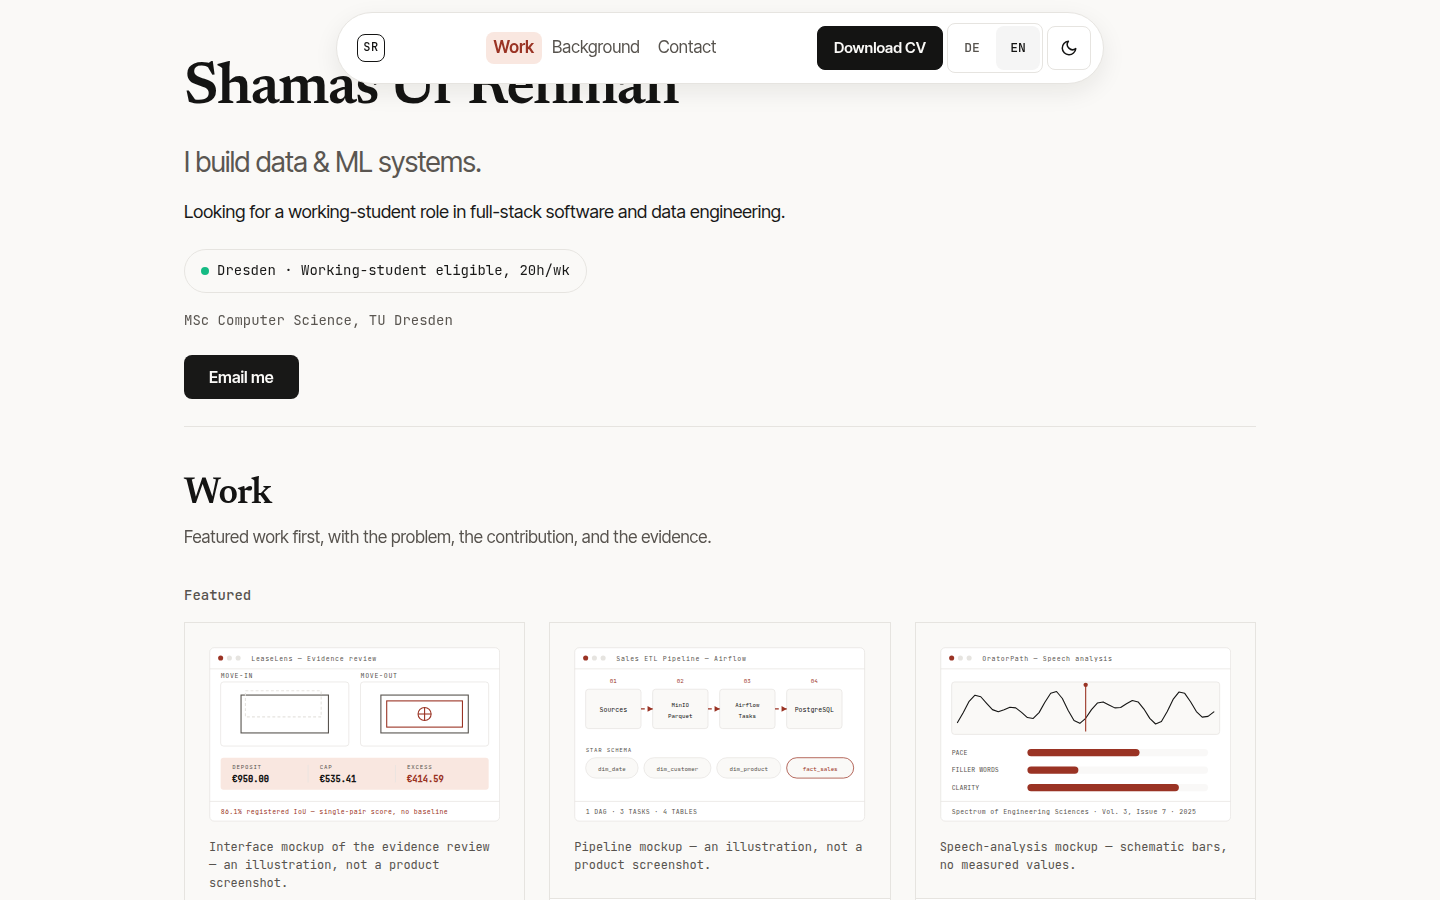 SR
Work
Background
Contact
Download CV
DE
EN
Shamas Ur Rehman
I build data & ML systems.
Looking for a working-student role in full-stack software and data engineering.
Dresden · Working-student eligible, 20h/wk
MSc Computer Science, TU Dresden
Email me
Work
Featured work first, with the problem, the contribution, and the evidence.
Featured
LeaseLens — Evidence review
MOVE-IN
MOVE-OUT
DEPOSIT
CAP
EXCESS
€950.00
€535.41
€414.59
86.1% registered IoU — single-pair score, no baseline
Interface mockup of the evidence review
— an illustration, not a product
screenshot.
Sales ETL Pipeline — Airflow
01
02
03
04
Sources
MinIO
Parquet
Airflow
Tasks
PostgreSQL
STAR SCHEMA
dim_date
dim_customer
dim_product
fact_sales
1 DAG · 3 TASKS · 4 TABLES
Pipeline mockup — an illustration, not a
product screenshot.
OratorPath — Speech analysis
PACE
FILLER WORDS
CLARITY
Spectrum of Engineering Sciences · Vol. 3, Issue 7 · 2025
Speech-analysis mockup — schematic bars,
no measured values.